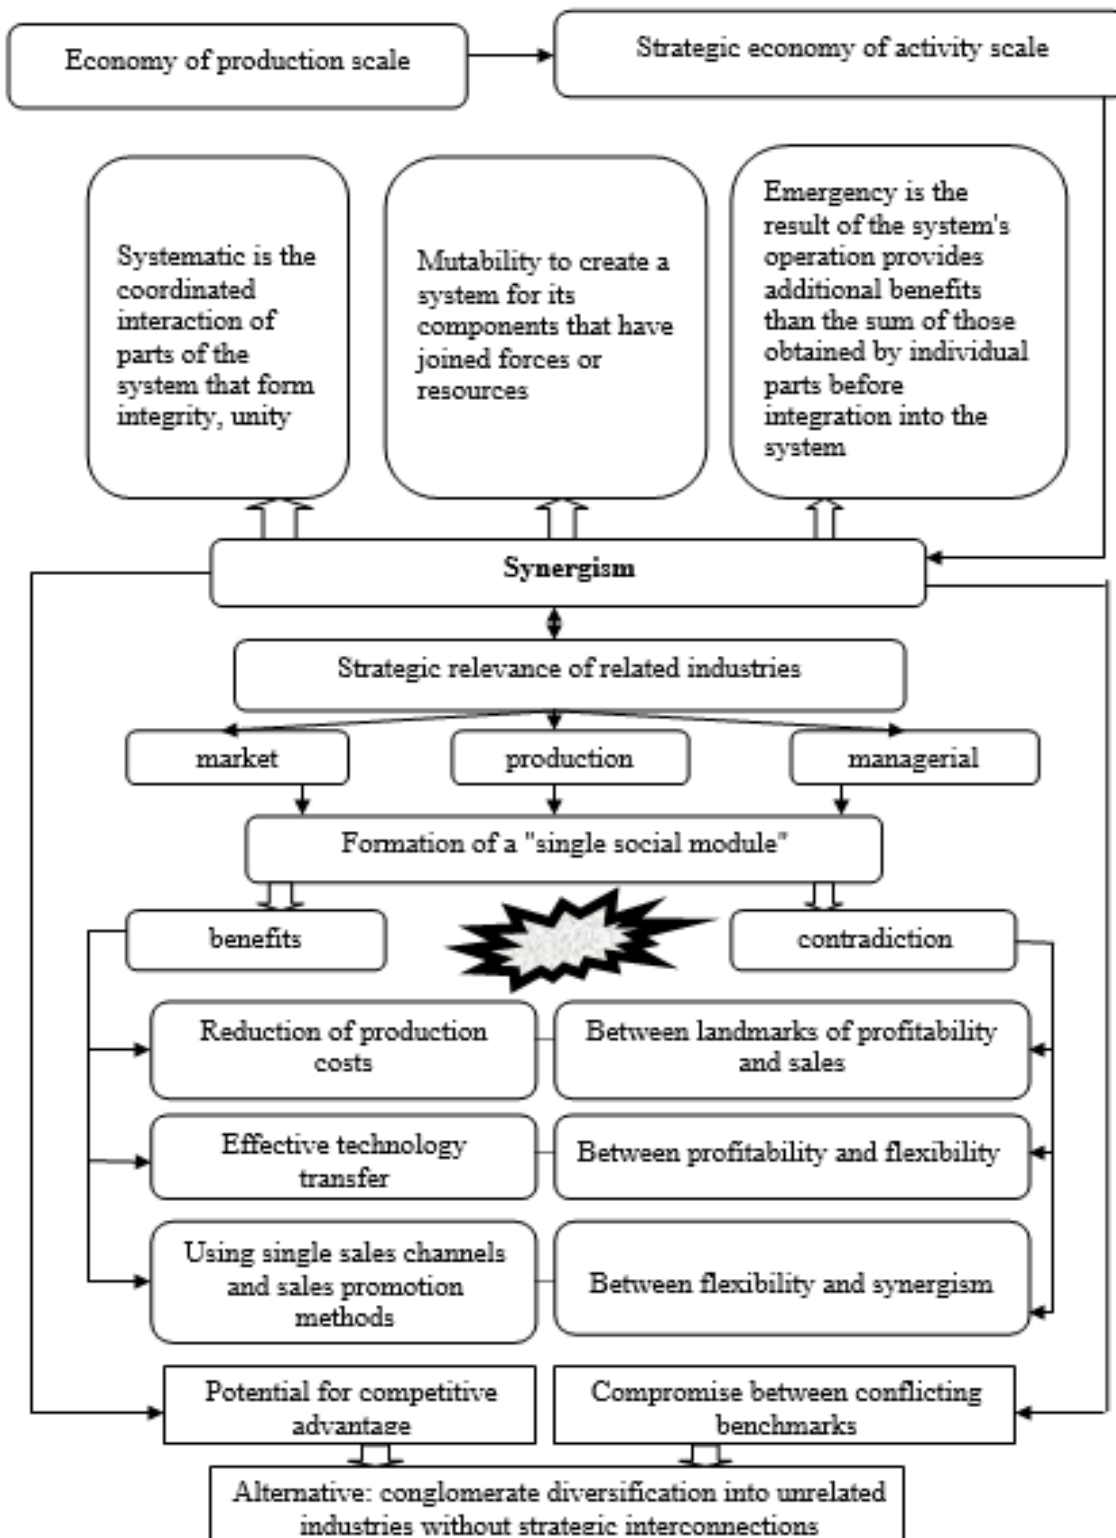 Economy of production scale
Strategic economy of activity scale
Systematic is the
coordinated
interaction of
parts of the
system that form
integrity, unity
Mutability to create a
system for its
components that have
joined forces or
resources
Emergency is the
result of the system's
operation provides
additional benefits
than the sum of those
obtained by individual
parts before
integration into the
system
Synergism
Strategic relevance of related industries
market
production
managerial
Formation of a "single social module"
benefits
contradiction
Reduction of production
costs
Between landmarks of profitability
and sales
Effective technology
transfer
Between profitability and flexibility
Using single sales channels
and sales promotion
methods
Between flexibility and synergism
Potential for competitive
advantage
Compromise between conflicting
benchmarks
Alternative: conglomerate diversification into unrelated
industries without strategic interconnections